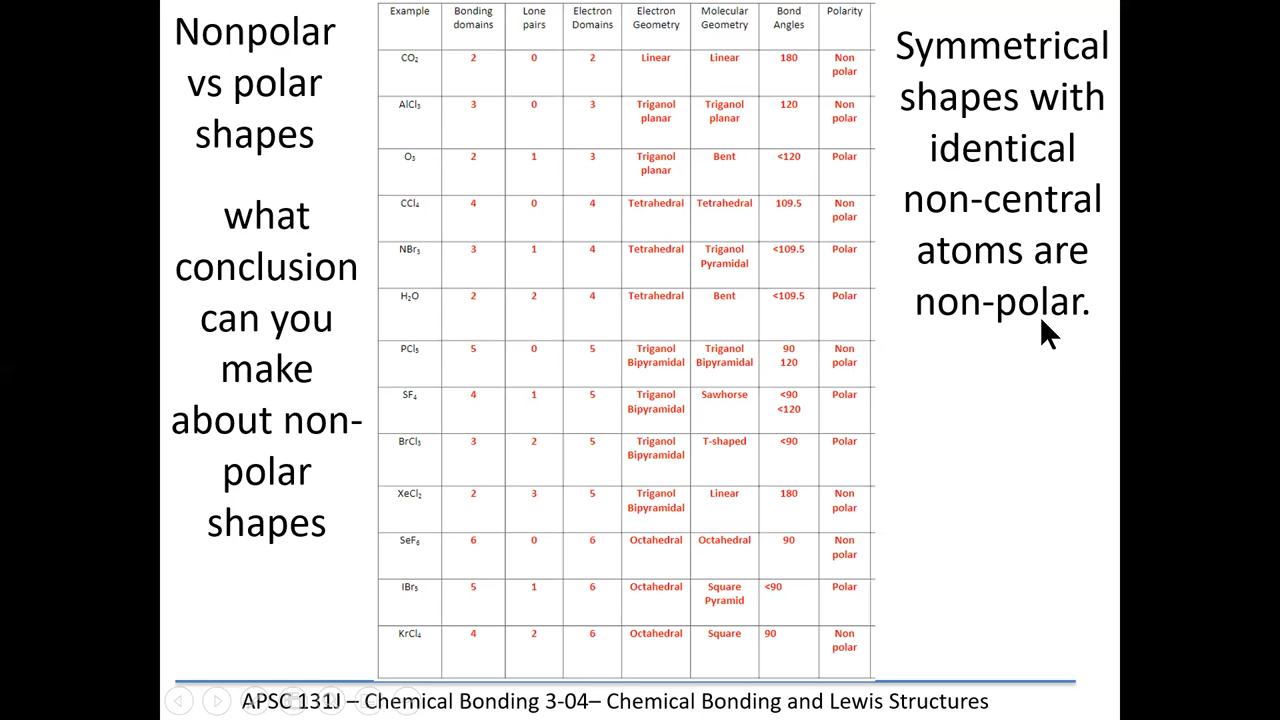 Nonpolar
vs polar
shapes
what
conclusion
can you
make
about non-
polar
shapes
Example Bonding domains Lone pairs Electron Domains Electron Geometry Molecular Geometry Bond Angles Polarity
CO₂ 2 0 2 Linear Linear 180 Non polar
AlCl₃ 3 0 3 Triganol planar Triganol planar 120 Non polar
O₃ 2 1 3 Triganol planar Bent <120 Polar
CCl₄ 4 0 4 Tetrahedral Tetrahedral 109.5 Non polar
NBr₃ 3 1 4 Tetrahedral Triganol Pyramidal <109.5 Polar
H₂O 2 2 4 Tetrahedral Bent <109.5 Polar
PCl₅ 5 0 5 Triganol Bipyramidal Triganol Bipyramidal 90 120 Non polar
SF₄ 4 1 5 Triganol Bipyramidal Sawhorse <90 <120 Polar
BrCl₃ 3 2 5 Triganol Bipyramidal T-shaped <90 Polar
XeCl₂ 2 3 5 Triganol Bipyramidal Linear 180 Non polar
SeF₆ 6 0 6 Octahedral Octahedral 90 Non polar
IBr₅ 5 1 6 Octahedral Square Pyramid <90 Polar
KrCl₄ 4 2 6 Octahedral Square 90 Non polar
Symmetrical
shapes with
identical
non-central
atoms are
non-polar.
APSC 131J – Chemical Bonding 3-04– Chemical Bonding and Lewis Structures